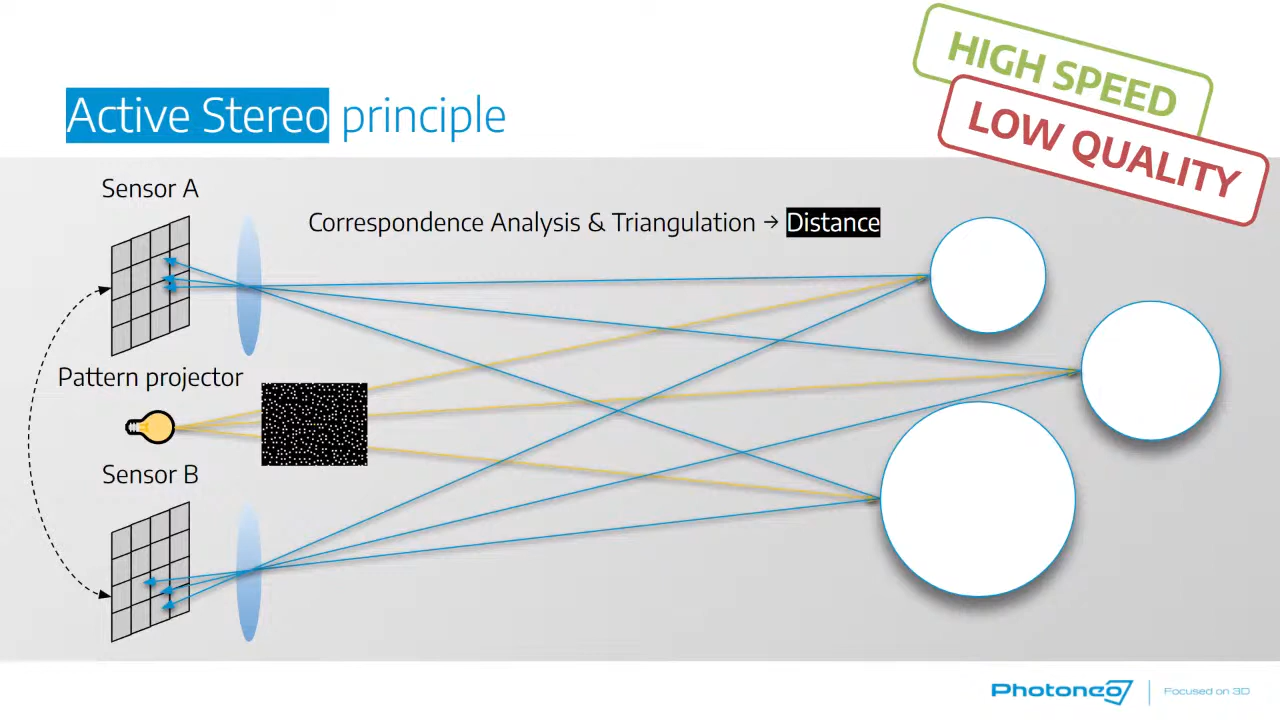 HIGH SPEED
LOW QUALITY
Active Stereo principle
Sensor A
Correspondence Analysis & Triangulation → Distance
Pattern projector
Sensor B
Photoneo
Focused on 3D